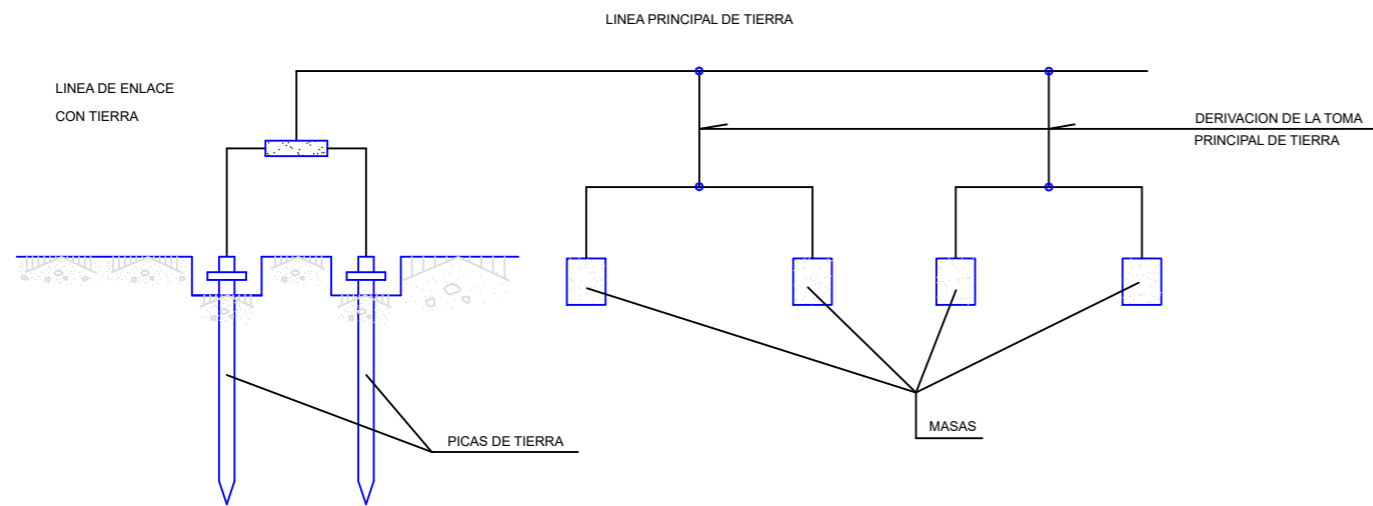 LINEA PRINCIPAL DE TIERRA
LINEA DE ENLACE
CON TIERRA
DERIVACION DE LA TOMA
PRINCIPAL DE TIERRA
MASAS
PICAS DE TIERRA